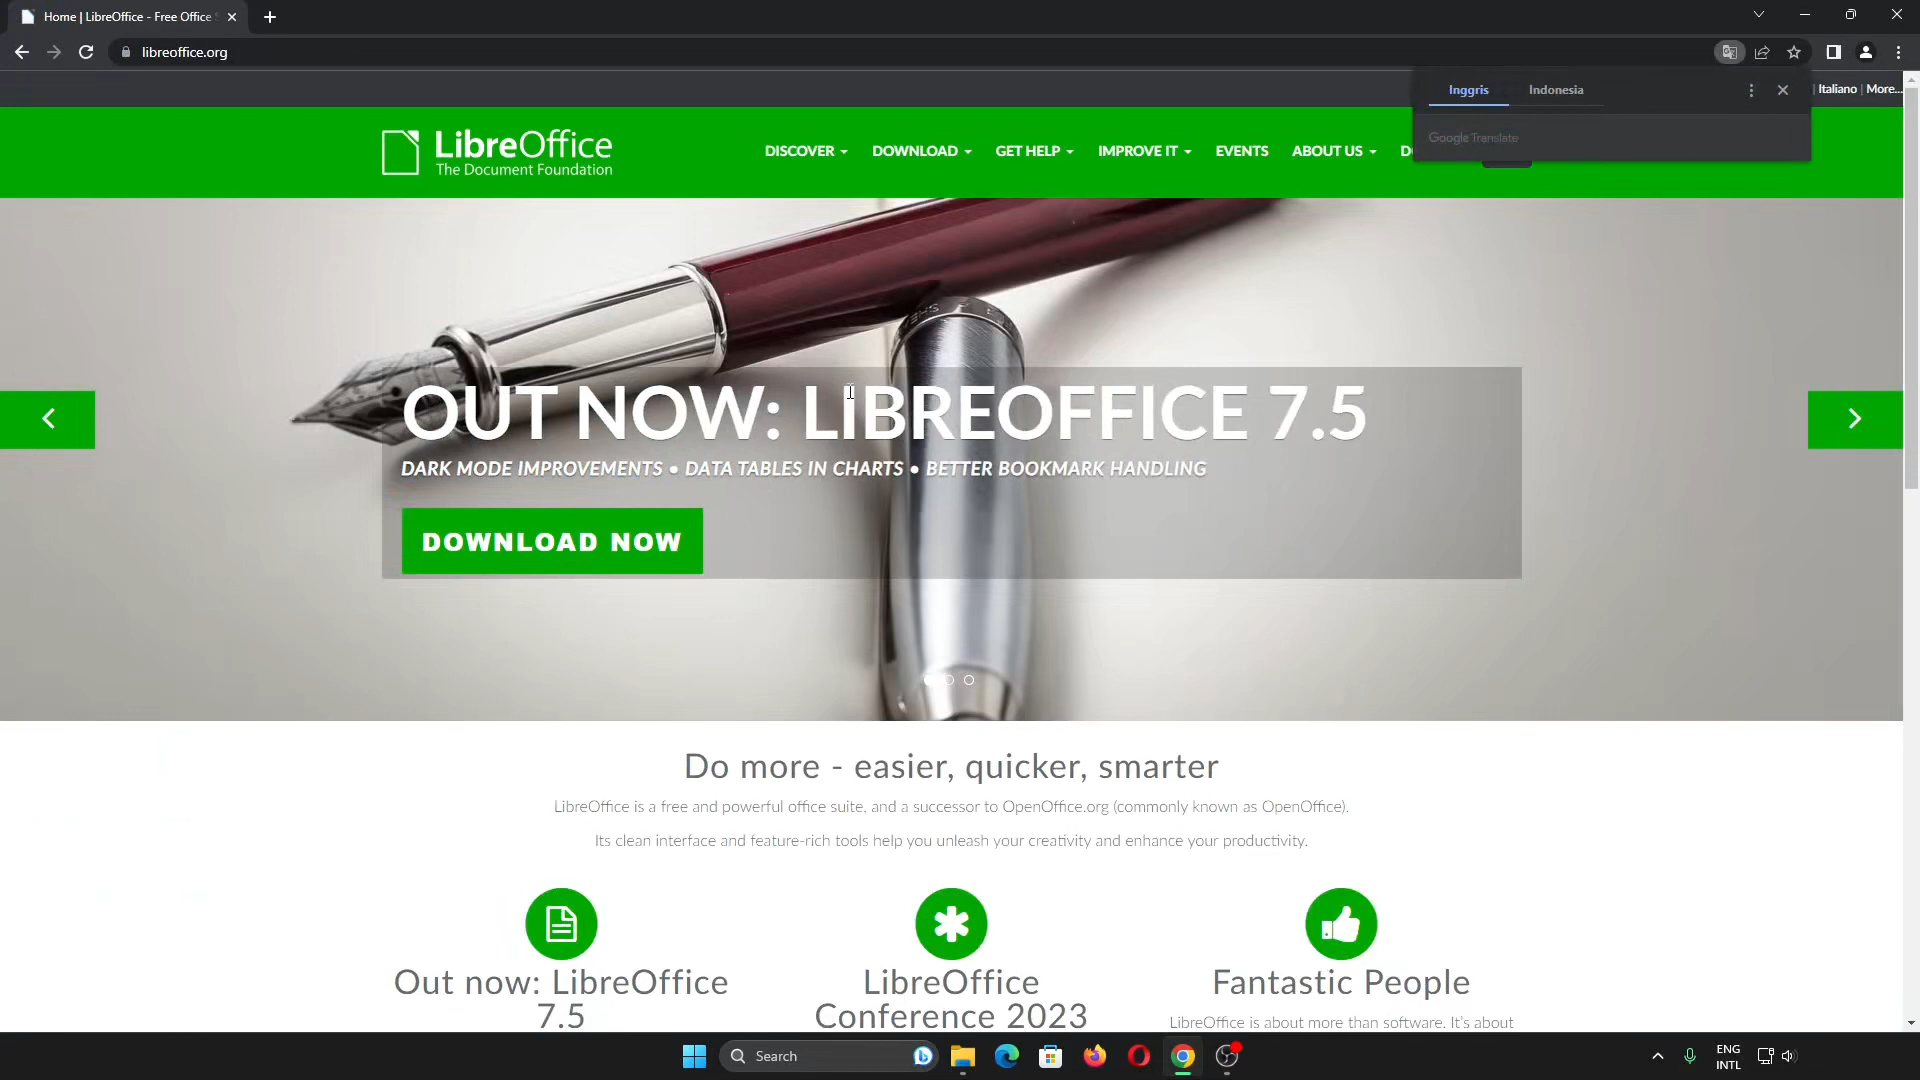 Home | LibreOffice - Free Office
libreoffice.org
Inggris
Indonesia
Google Translate
| Italiano | More...
LibreOffice
The Document Foundation
DISCOVER
DOWNLOAD
GET HELP
IMPROVE IT
EVENTS
ABOUT US
OUT NOW: LIBREOFFICE 7.5
DARK MODE IMPROVEMENTS • DATA TABLES IN CHARTS • BETTER BOOKMARK HANDLING
DOWNLOAD NOW
Do more - easier, quicker, smarter
LibreOffice is a free and powerful office suite, and a successor to OpenOffice.org (commonly known as OpenOffice).
Its clean interface and feature-rich tools help you unleash your creativity and enhance your productivity.
Out now: LibreOffice
7.5
LibreOffice
Conference 2023
Fantastic People
LibreOffice is about more than software. It's about
Search
ENG
INTL